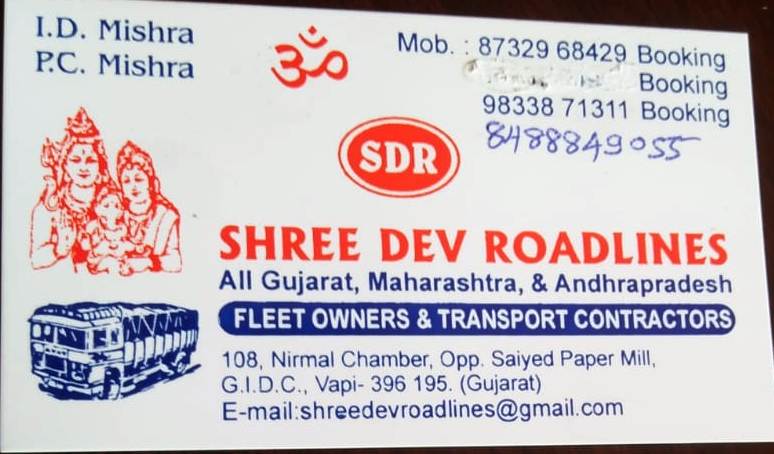 I.D. Mishra
P.C. Mishra
ॐ
Mob. : 87329 68429 Booking
Booking
98338 71311 Booking
8488849055
SDR
SHREE DEV ROADLINES
All Gujarat, Maharashtra, & Andhrapradesh
FLEET OWNERS & TRANSPORT CONTRACTORS
108, Nirmal Chamber, Opp. Saiyed Paper Mill,
G.I.D.C., Vapi- 396 195. (Gujarat)
E-mail:shreedevroadlines@gmail.com